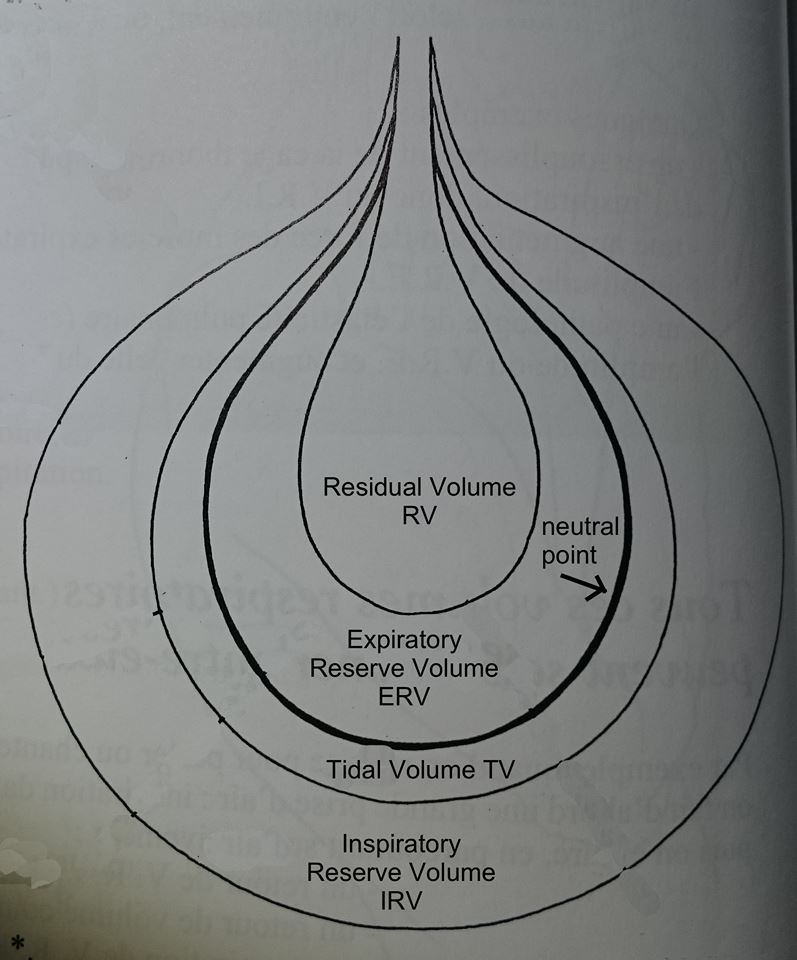 Residual Volume
RV
neutral
point
Expiratory
Reserve Volume
ERV
Tidal Volume TV
Inspiratory
Reserve Volume
IRV
*